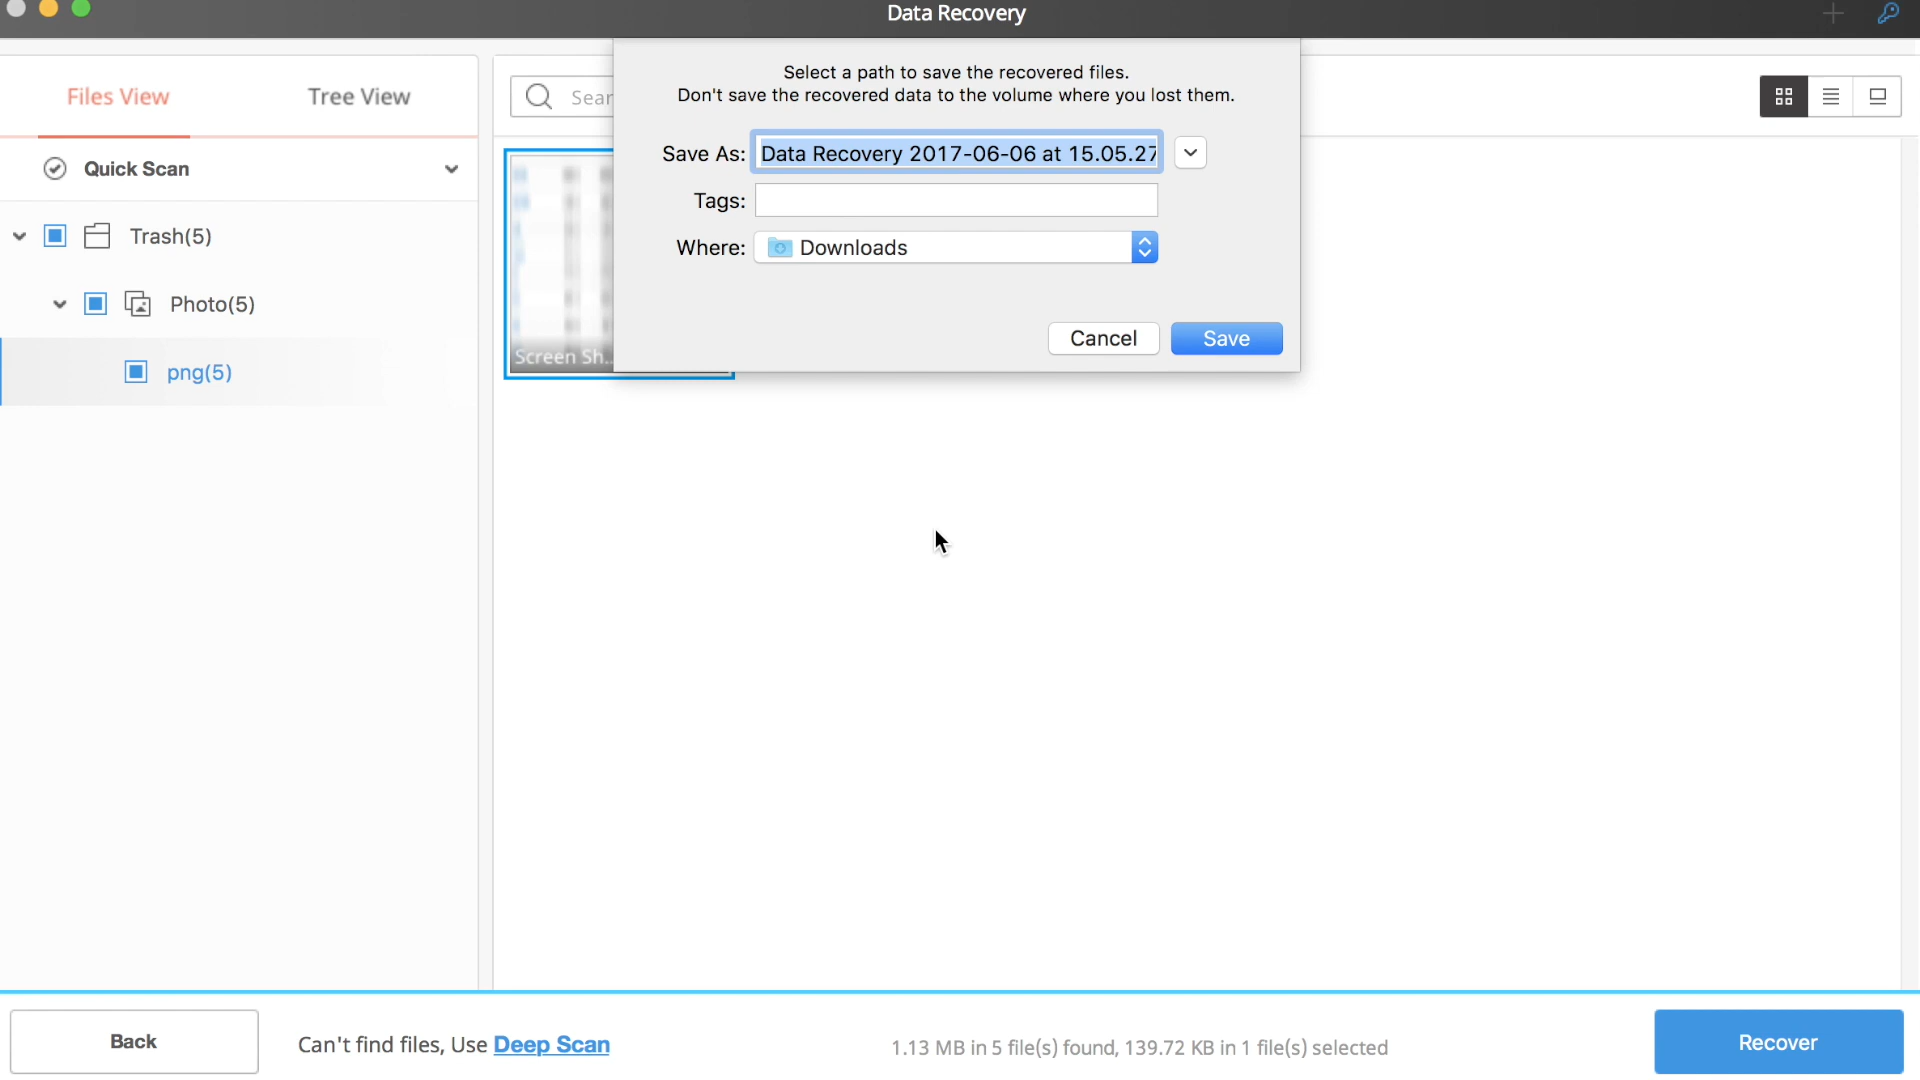 Data Recovery
Files View
Tree View
Sear
Select a path to save the recovered files.
Don't save the recovered data to the volume where you lost them.
Save As: Data Recovery 2017-06-06 at 15.05.27
Tags:
Where: Downloads
Cancel
Save
Quick Scan
Trash(5)
Photo(5)
png(5)
Screen Sh...
Back
Can't find files, Use Deep Scan
1.13 MB in 5 file(s) found, 139.72 KB in 1 file(s) selected
Recover